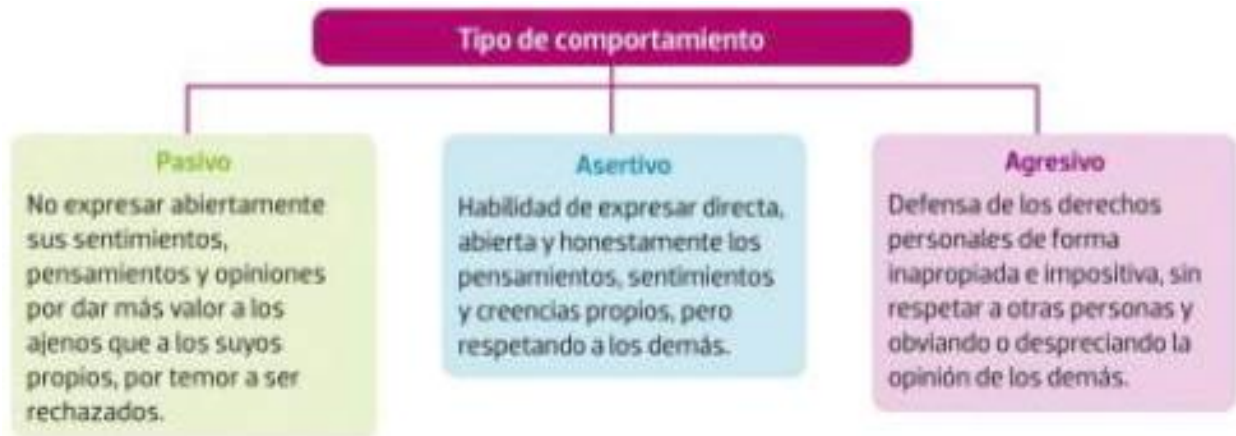 Tipo de comportamiento
Pasivo
No expresar abiertamente
sus sentimientos,
pensamientos y opiniones
por dar más valor a los
ajenos que a los suyos
propios, por temor a ser
rechazados.
Asertivo
Habilidad de expresar directa,
abierta y honestamente los
pensamientos, sentimientos
y creencias propios, pero
respetando a los demás.
Agresivo
Defensa de los derechos
personales de forma
inapropiada e impositiva, sin
respetar a otras personas y
obviando o despreciando la
opinión de los demás.